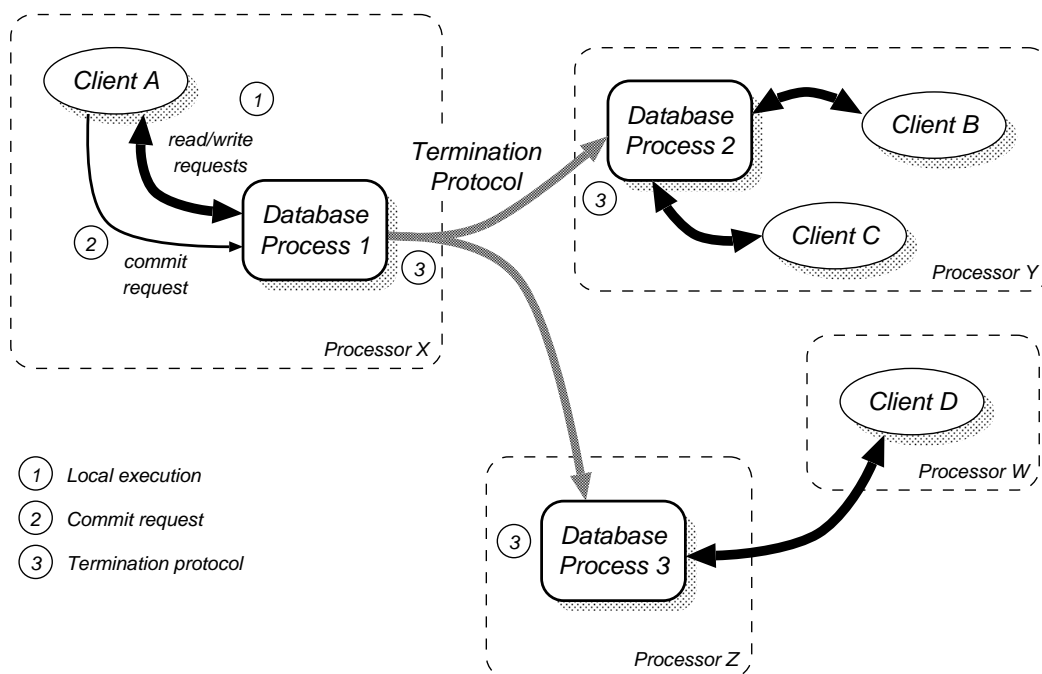 Client A
1
read/write
requests
2
commit
request
Database
Process 1
3
Processor X
Termination
Protocol
Database
Process 2
3
Client B
Client C
Processor Y
Client D
Processor W
3
Database
Process 3
Processor Z
1 Local execution
2 Commit request
3 Termination protocol